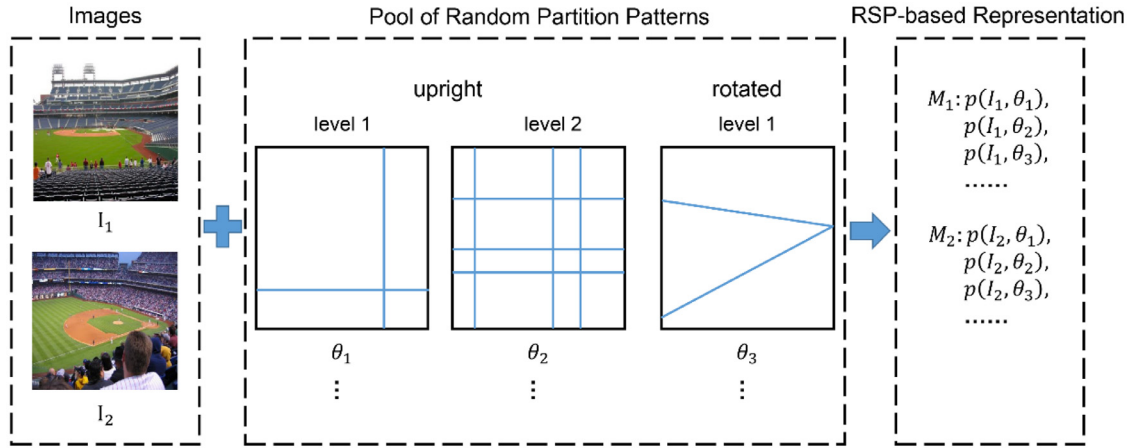 Images
Pool of Random Partition Patterns
RSP-based Representation
I₁
I₂
upright
rotated
level 1
level 2
level 1
θ₁
θ₂
θ₃
⋮
⋮
⋮
M₁: p(I₁, θ₁),
p(I₁, θ₂),
p(I₁, θ₃),
……
M₂: p(I₂, θ₁),
p(I₂, θ₂),
p(I₂, θ₃),
……